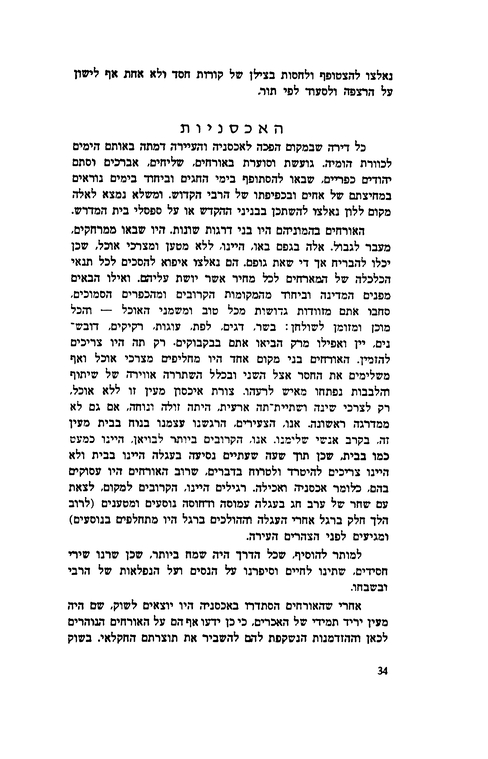 נאלצו להצטופף ולחסות בצילן של קורות חסד ולא אחת אף לישון
על הרצפה ולסעוד לפי תור.
האכסניות
כל דירה שבמקום הפכה לאכסניה והעיירה דמתה באותם הימים
לכוורת הומיה. גועשת וסוערת באורחים, שליחים, אברכים וסתם
יהודים כפריים, שבאו להסתופף בימי החגים וביחוד בימים נוראים
במחיצתם של אחים ובכפיפתו של הרבי הקדוש. ומשלא נמצא לאלה
מקום ללון נאלצו להשתכן בבניני ההקדש או על ספסלי בית המדרש.
האורחים בהמוניהם היו בני דרגות שונות. היו שבאו ממרחקים,
מעבר לגבול. אלה בגפם באו, היינו, ללא מטען ומצרכי אוכל, שכן
יכלו להבריח אך די שאת גופם. הם נאלצו איפוא להסכים לכל תנאי
הכלכלה של המארחים לכל מחיר אשר יושת עליהם. ואילו הבאים
מפנים המדינה וביחוד מהמקומות הקרובים ומהכפרים הסמוכים,
סחבו אתם מזוודות גדושות מכל טוב ומשמני האוכל — והכל
מוכן ומזומן לשולחן: בשר, דגים, לפת, עוגות, רקיקים, דובש־
נים, יין ואפילו מרק הביאו אתם בבקבוקים. רק תה היו צריכים
להזמין. האורחים בני מקום אחד היו מחליפים מצרכי אוכל ואף
משלימים את החסר אצל השני ובכלל השתררה אווירה של שיתוף
והלבבות נפתחו מאיש לרעהו. צורת איכסון מעין זו ללא אוכל,
רק לצרכי שינה ושתיית־תה ארעית, היתה זולה ונוחה, אם גם לא
ממדרגה ראשונה. אנו, הצעירים, הרגשנו עצמנו בנוח בבית מעין
זה, בקרב אנשי שלימנו. אנו, הקרובים ביותר לבויאן, היינו כמעט
כמו בבית, שכן תוך שעה שעתיים נסיעה בעגלה היינו בבית ולא
היינו צריכים להיטרד ולטרוח בדברים, שרוב האורחים היו עסוקים
בהם, כלומר אכסניה ואכילה. רגילים היינו, הקרובים למקום, לצאת
עם שחר של ערב חג בעגלה עמוסה ודחוסה נוסעים ומטענים (לרוב
הלך חלק ברגל אחרי העגלה וההולכים ברגל היו מתחלפים בנוסעים)
ומגיעים לפני הצהרים העירה.
למותר להוסיף, שכל הדרך היה שמח ביותר, שכן שרנו שירי
חסידים, שתינו לחיים וסיפרנו על הנסים ועל הנפלאות של הרבי
ובשבחו.
אחרי שהאורחים הסתדרו באכסניה היו יוצאים לשוק, שם היה
מעין יריד תמידי של האכרים, כי כן ידעו אף הם על האורחים הנוהרים
לכאן וההזדמנות הנשקפת להם להשביר את תוצרתם החקלאי. בשוק
34